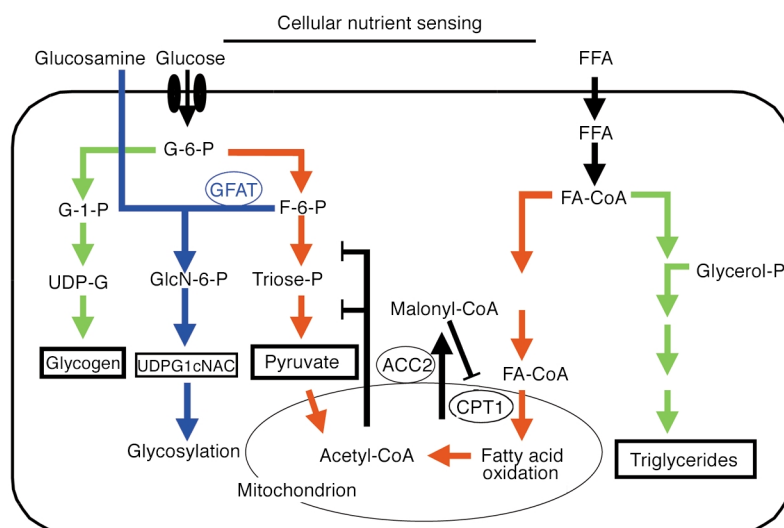 Cellular nutrient sensing
Glucosamine
Glucose
FFA
FFA
G-6-P
GFAT
G-1-P
F-6-P
FA-CoA
UDP-G
GlcN-6-P
Triose-P
Glycerol-P
Malonyl-CoA
Glycogen
UDPG1cNAC
Pyruvate
ACC2
FA-CoA
CPT1
Glycosylation
Acetyl-CoA
Fatty acid
oxidation
Triglycerides
Mitochondrion